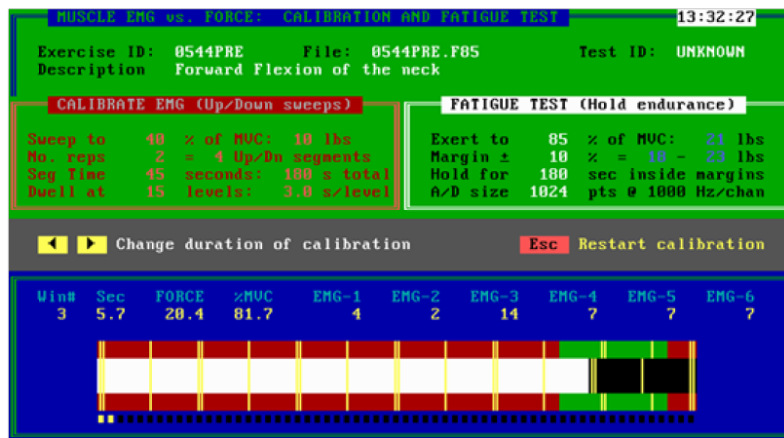 MUSCLE EMG vs. FORCE: CALIBRATION AND FATIGUE TEST 13:32:27
Exercise ID: 0544PRE File: 0544PRE.F85 Test ID: UNKNOWN
Description Forward Flexion of the neck
CALIBRATE EMG (Up/Down sweeps)
Sweep to 40 % of MVC: 10 lbs
No. reps 2 = 4 Up/Dn segments
Seg Time 45 seconds: 180 s total
Dwell at 15 levels: 3.0 s/level
FATIGUE TEST (Hold endurance)
Exert to 85 % of MVC: 21 lbs
Margin ± 10 % = 18 - 23 lbs
Hold for 180 sec inside margins
A/D size 1024 pts @ 1000 Hz/chan
Change duration of calibration
Esc Restart calibration
Win# Sec FORCE %MVC EMG-1 EMG-2 EMG-3 EMG-4 EMG-5 EMG-6
3 5.7 20.4 81.7 4 2 14 7 7 7